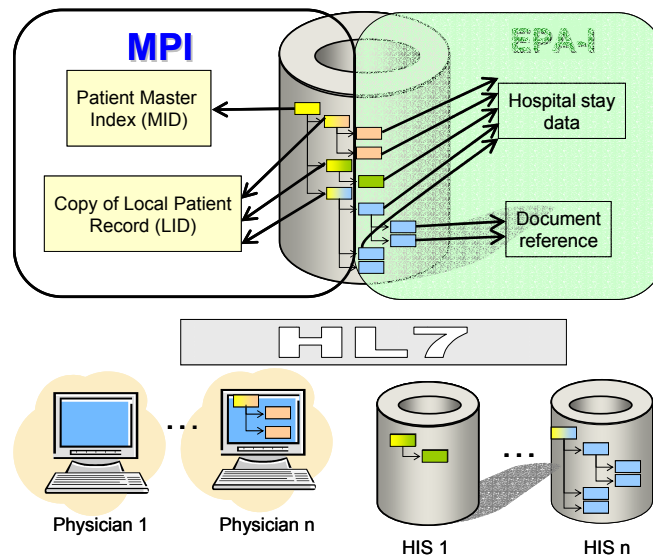 MPI
EPA-I
Patient Master
Index (MID)
Hospital stay
data
Copy of Local Patient
Record (LID)
Document
reference
HL7
...
...
Physician 1
Physician n
HIS 1
HIS n